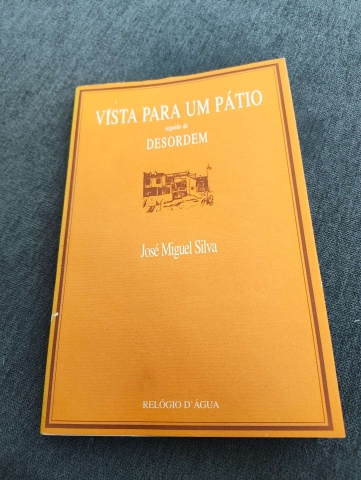 VISTA PARA UM PÁTIO
seguido de
DESORDEM
José Miguel Silva
RELÓGIO D'ÁGUA